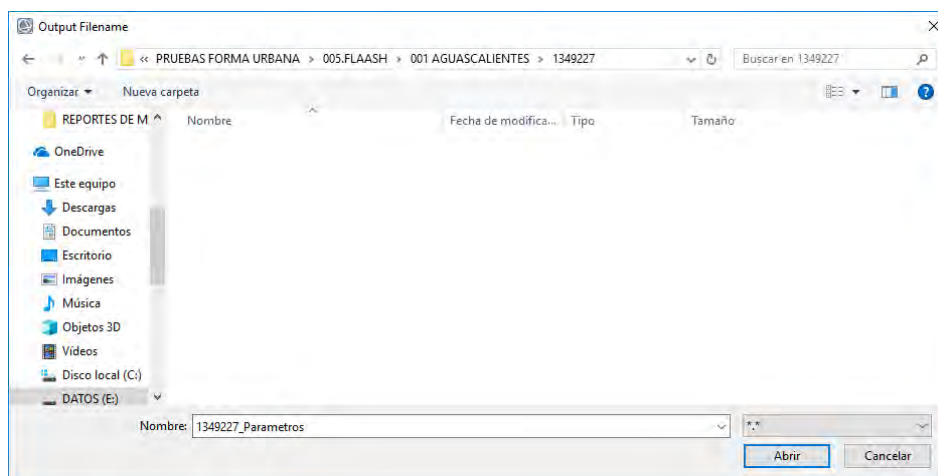 Output Filename
« PRUEBAS FORMA URBANA > 005.FLAASH > 001 AGUASCALIENTES > 1349227 Buscar en 1349227
Organizar Nueva carpeta
REPORTES DE M Nombre Fecha de modifica... Tipo Tamaño
OneDrive
Este equipo
Descargas
Documentos
Escritorio
Imágenes
Música
Objetos 3D
Vídeos
Disco local (C:)
DATOS (E:)
Nombre: 1349227_Parametros *.*
Abrir Cancelar